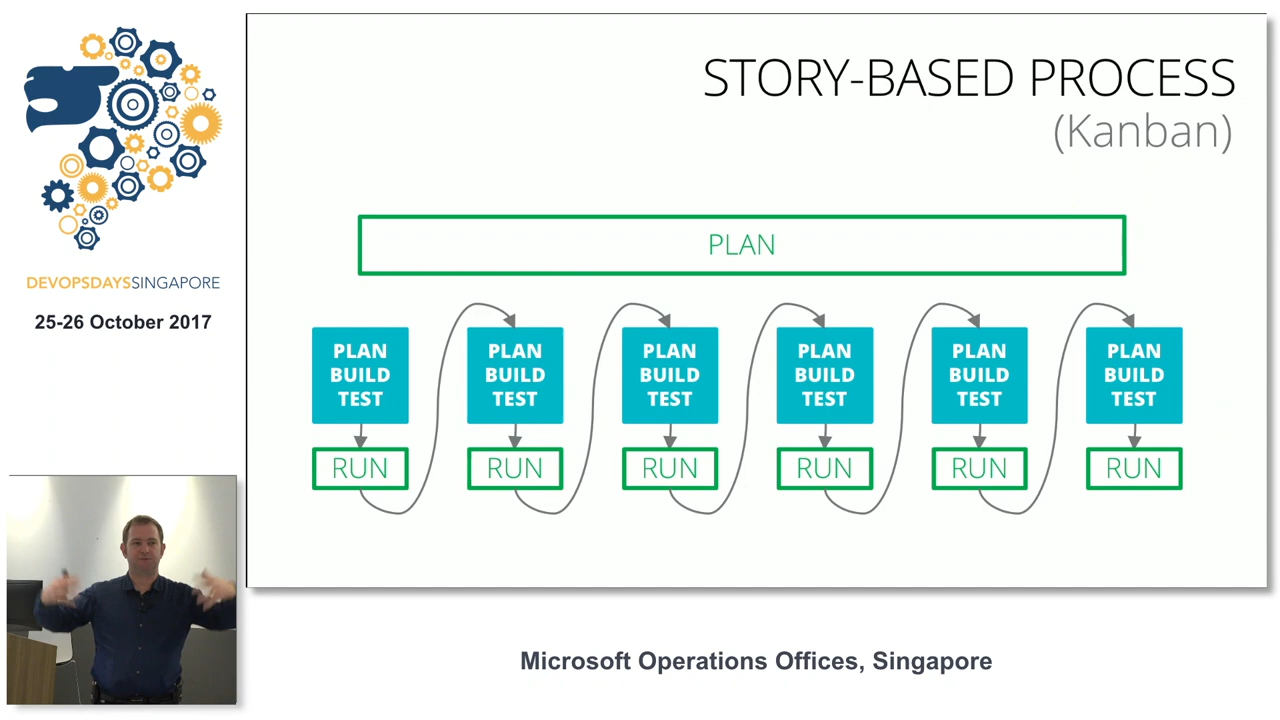 STORY-BASED PROCESS
(Kanban)
PLAN
PLAN
BUILD
TEST
PLAN
BUILD
TEST
PLAN
BUILD
TEST
PLAN
BUILD
TEST
PLAN
BUILD
TEST
PLAN
BUILD
TEST
RUN
RUN
RUN
RUN
RUN
RUN
DEVOPSDAYSSINGAPORE
25-26 October 2017
Microsoft Operations Offices, Singapore